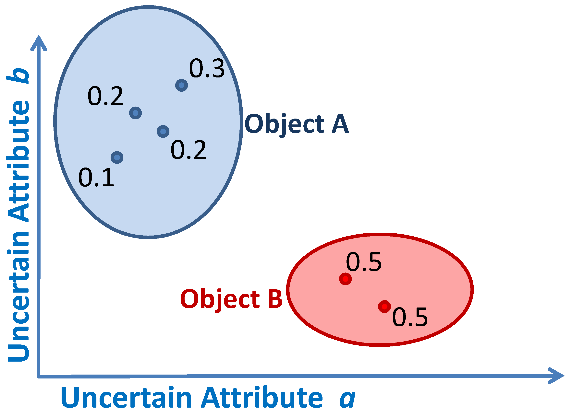 0.3
0.2
Object A
0.2
0.1
Uncertain Attribute b
0.5
Object B
0.5
Uncertain Attribute a